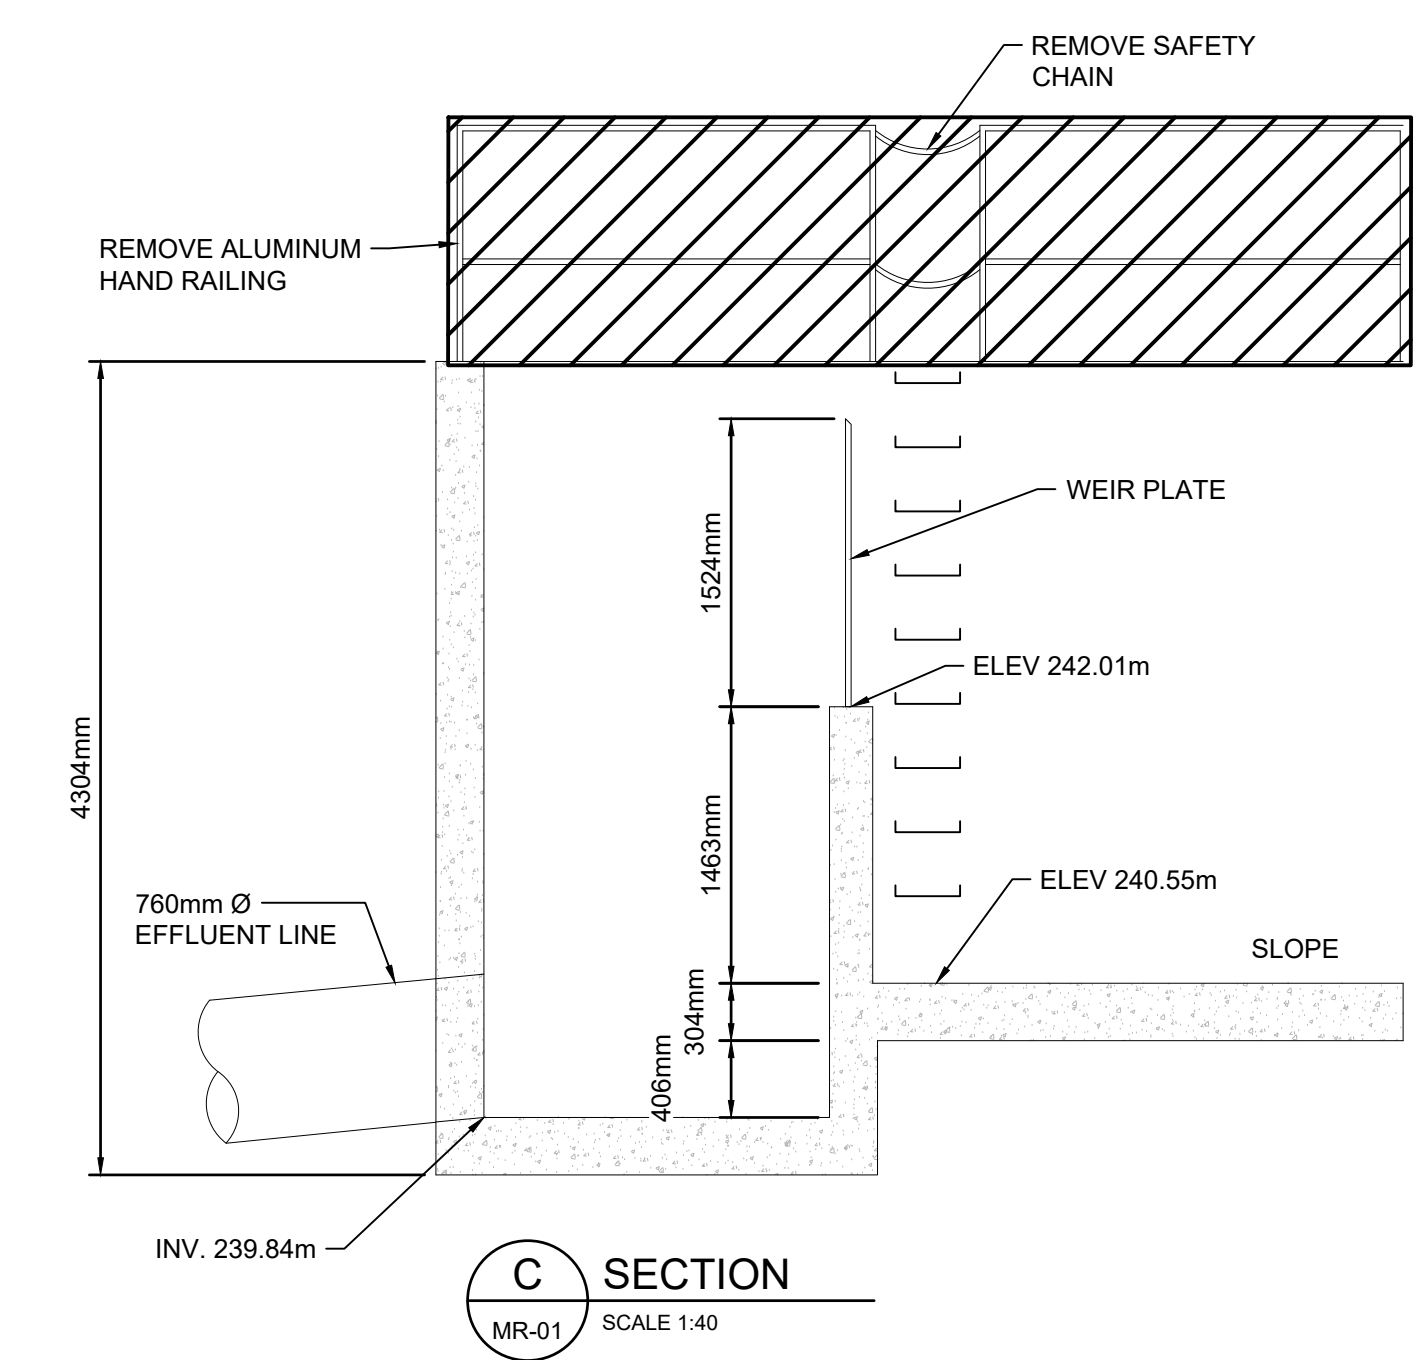 REMOVE SAFETY
CHAIN
REMOVE ALUMINUM
HAND RAILING
WEIR PLATE
1524mm
ELEV 242.01m
4304mm
1463mm
ELEV 240.55m
760mm Ø
EFFLUENT LINE
SLOPE
304mm
406mm
INV. 239.84m
C
SECTION
MR-01
SCALE 1:40